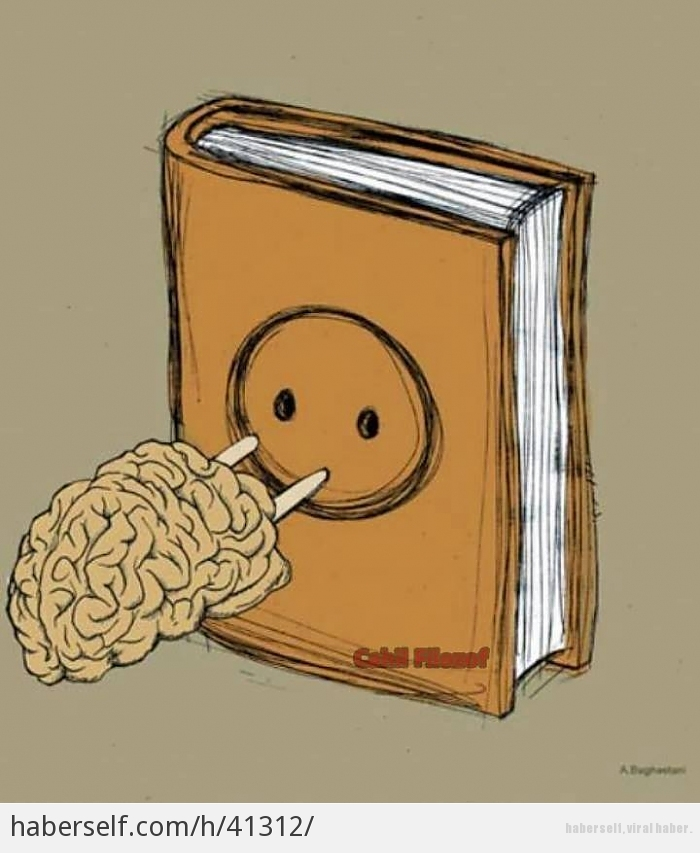 Cahil Filozof
A.Baghestani
haberself.com/h/41312/
haberself.viral haber.